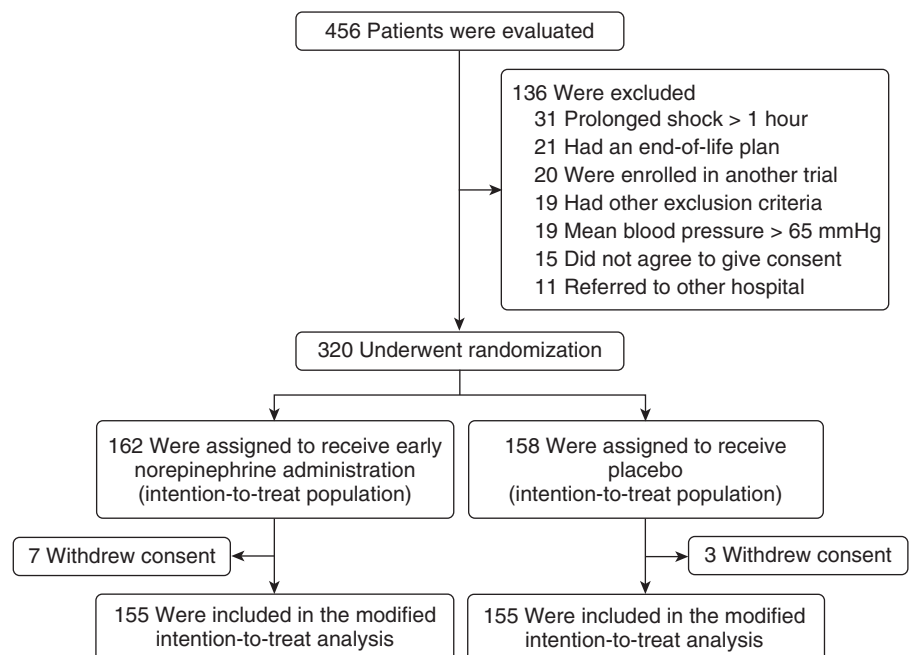 456 Patients were evaluated
136 Were excluded
31 Prolonged shock > 1 hour
21 Had an end-of-life plan
20 Were enrolled in another trial
19 Had other exclusion criteria
19 Mean blood pressure > 65 mmHg
15 Did not agree to give consent
11 Referred to other hospital
320 Underwent randomization
162 Were assigned to receive early
norepinephrine administration
(intention-to-treat population)
158 Were assigned to receive
placebo
(intention-to-treat population)
7 Withdrew consent
3 Withdrew consent
155 Were included in the modified
intention-to-treat analysis
155 Were included in the modified
intention-to-treat analysis